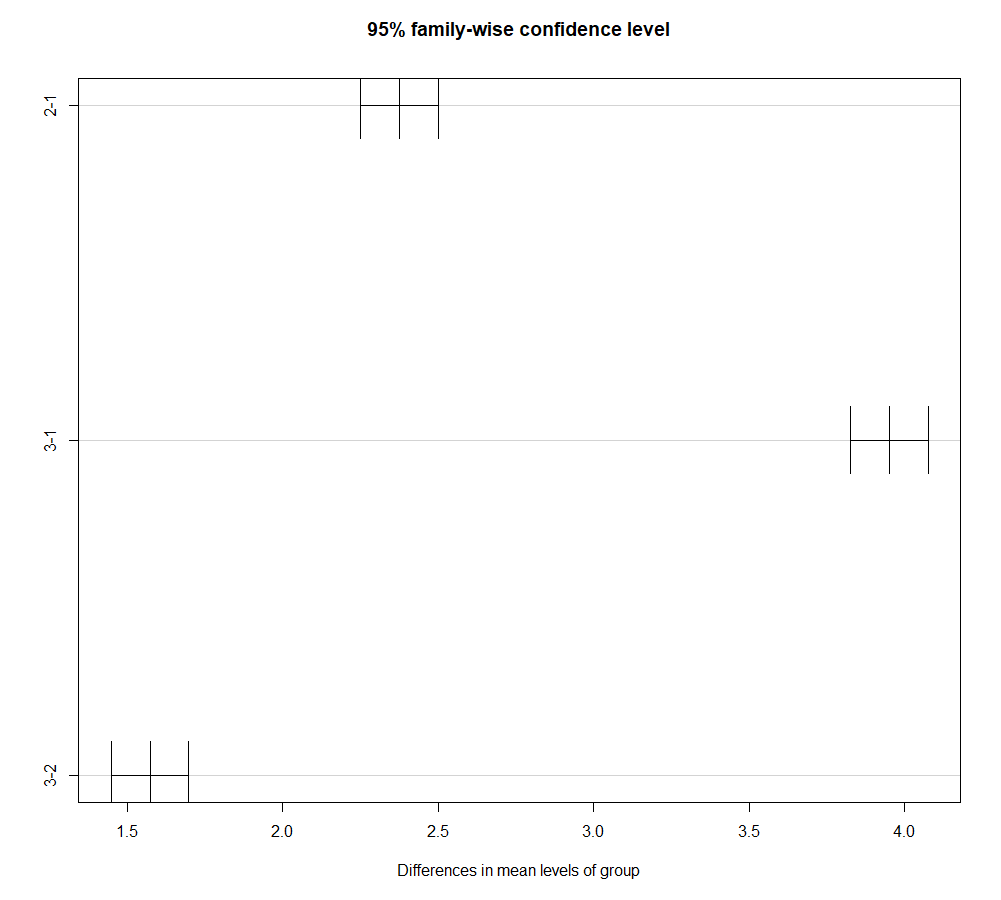 95% family-wise confidence level
2-1
3-1
3-2
1.5 2.0 2.5 3.0 3.5 4.0
Differences in mean levels of group